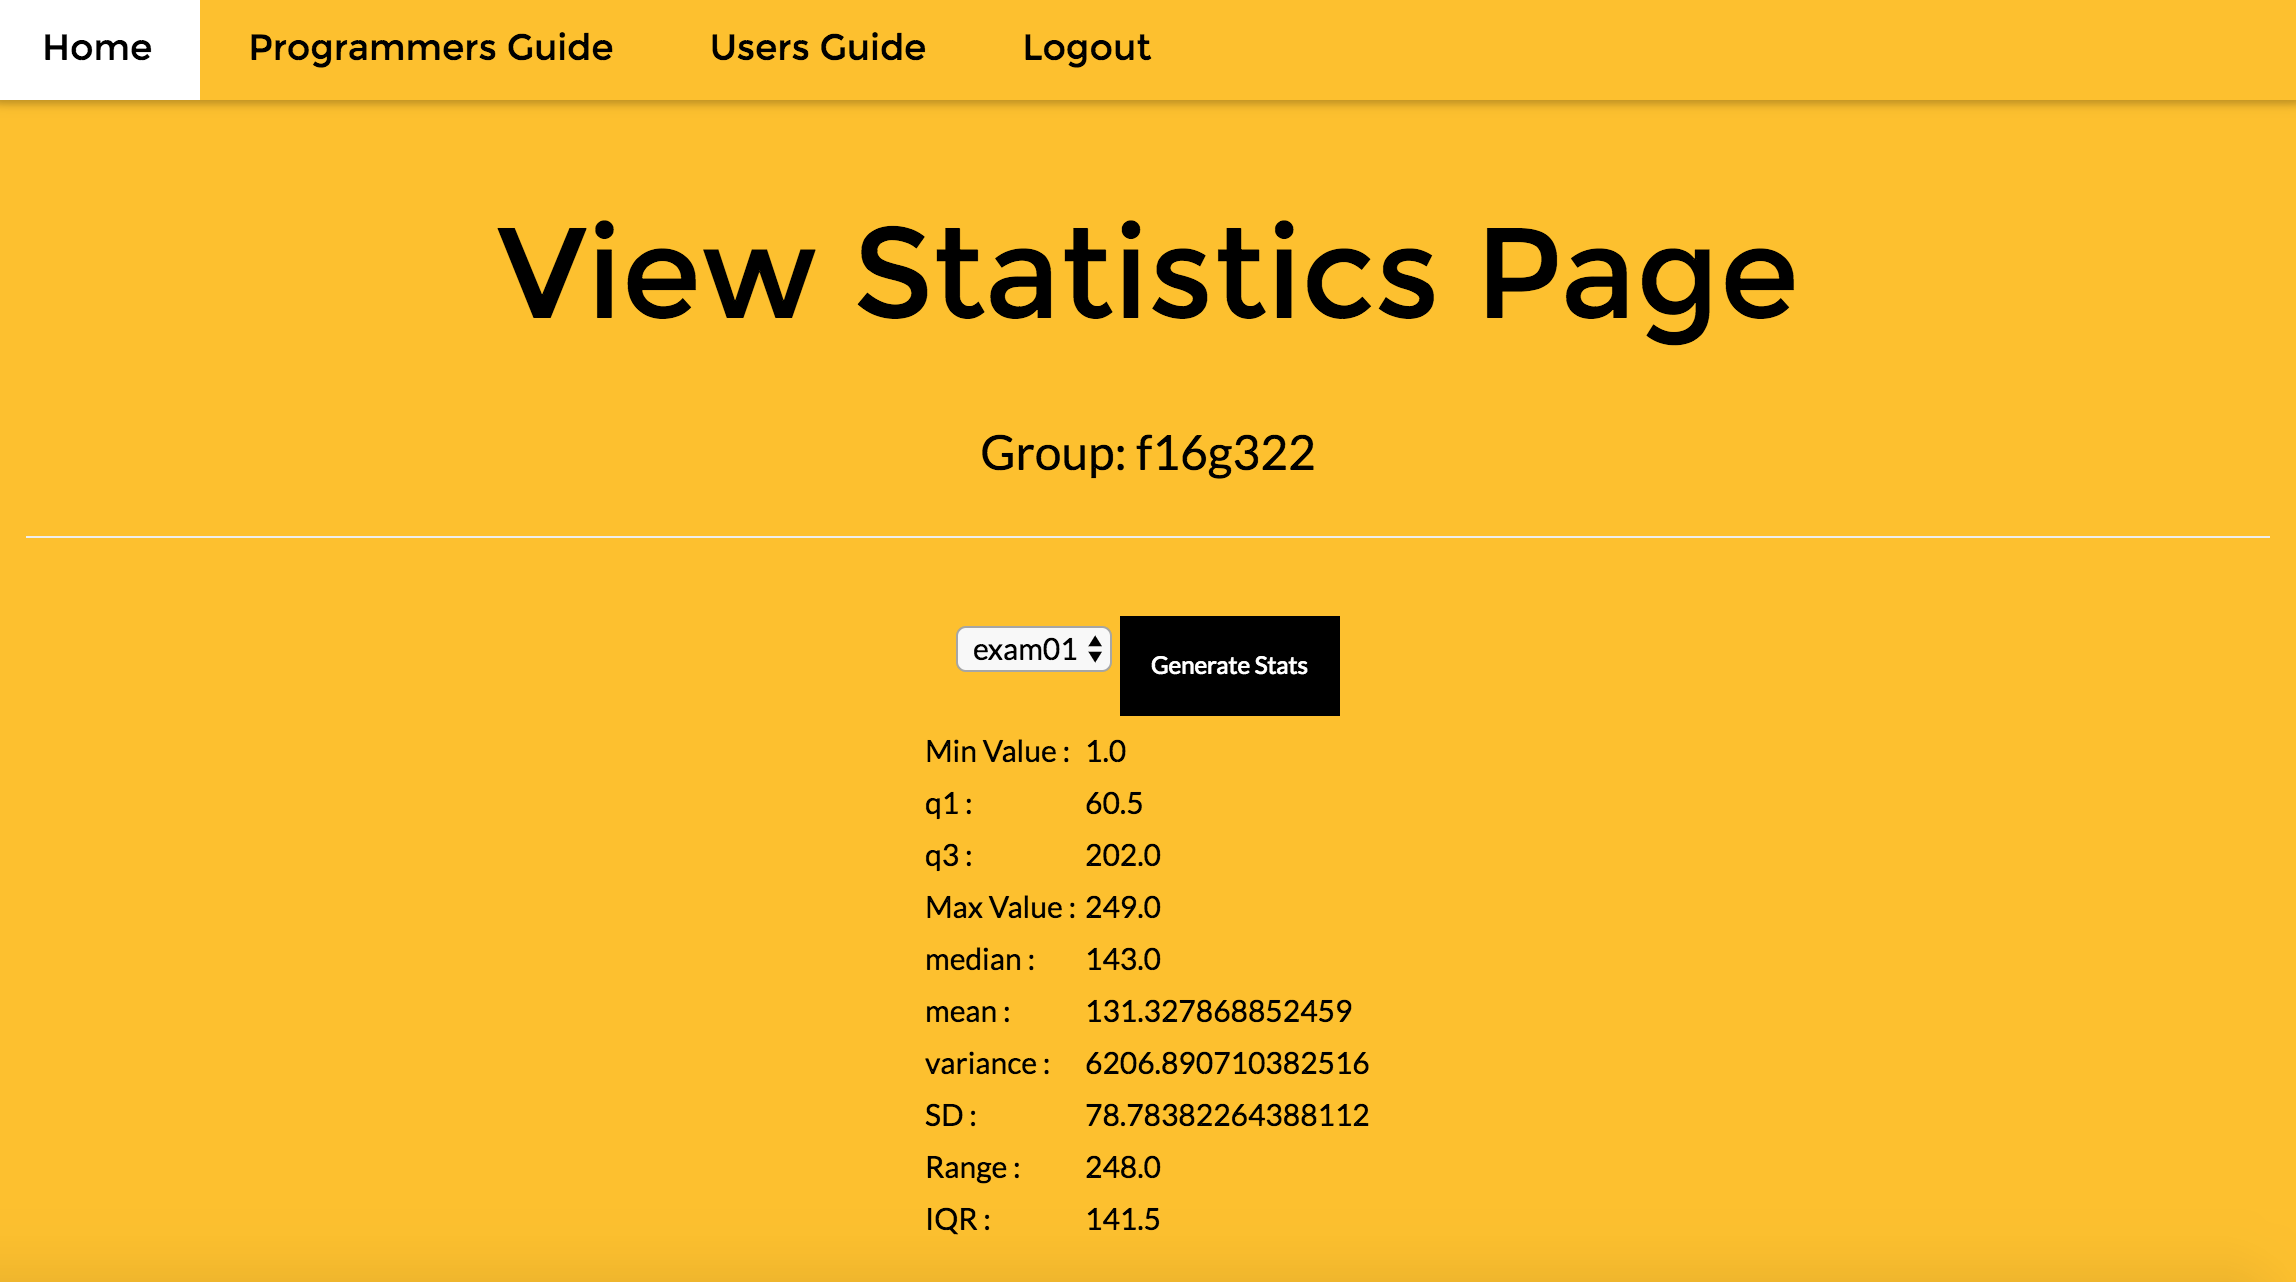 Home Programmers Guide Users Guide Logout
View Statistics Page
Group: f16g322
exam01 Generate Stats
Min Value : 1.0
q1 : 60.5
q3 : 202.0
Max Value : 249.0
median : 143.0
mean : 131.327868852459
variance : 6206.890710382516
SD : 78.78382264388112
Range : 248.0
IQR : 141.5